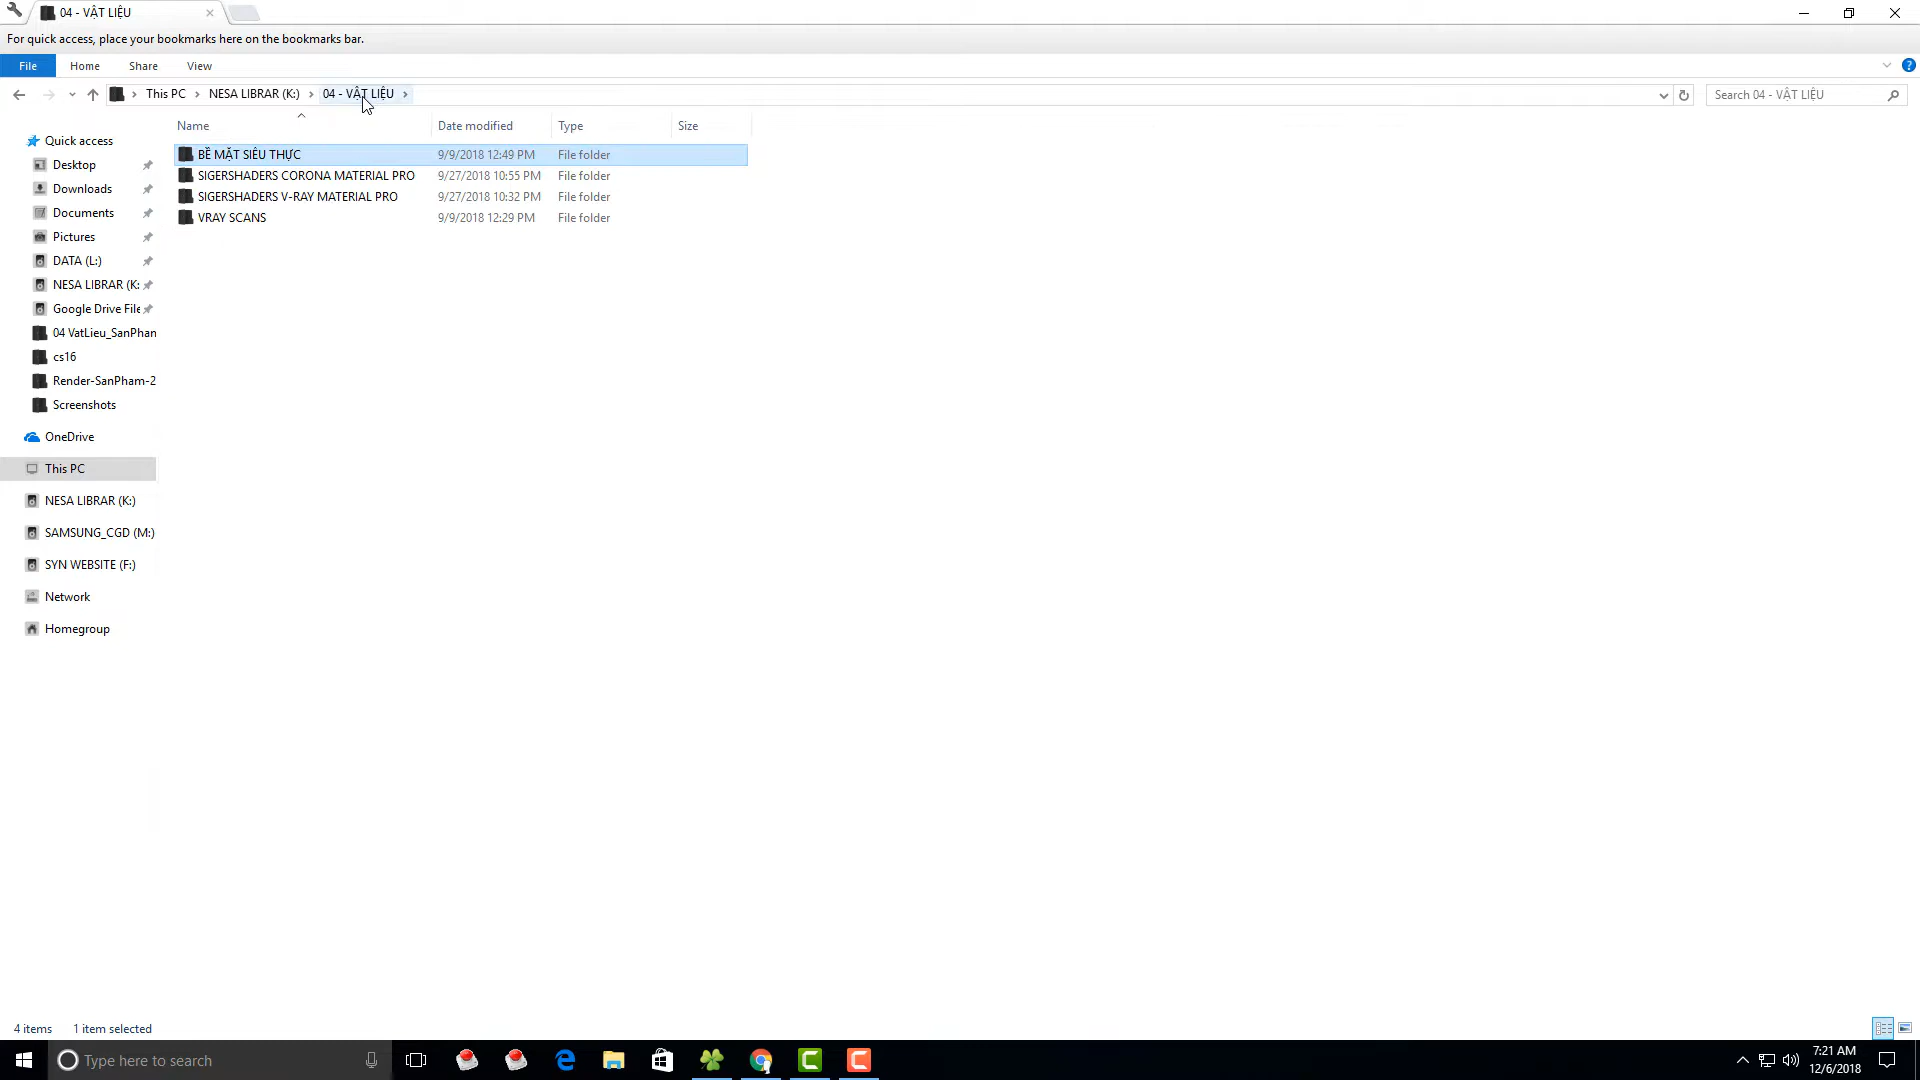 04 - VẬT LIỆU
For quick access, place your bookmarks here on the bookmarks bar.
File Home Share View
This PC NESA LIBRAR (K:) 04 - VẬT LIỆU Search 04 - VẬT LIỆU
Name Date modified Type Size
BỀ MẶT SIÊU THỰC 9/9/2018 12:49 PM File folder
SIGERSHADERS CORONA MATERIAL PRO 9/27/2018 10:55 PM File folder
SIGERSHADERS V-RAY MATERIAL PRO 9/27/2018 10:32 PM File folder
VRAY SCANS 9/9/2018 12:29 PM File folder
Quick access
Desktop
Downloads
Documents
Pictures
DATA (L:)
NESA LIBRAR (K:
Google Drive File
04 VatLieu_SanPhan
cs16
Render-SanPham-2
Screenshots
OneDrive
This PC
NESA LIBRAR (K:)
SAMSUNG_CGD (M:)
SYN WEBSITE (F:)
Network
Homegroup
4 items 1 item selected
Type here to search
7:21 AM
12/6/2018